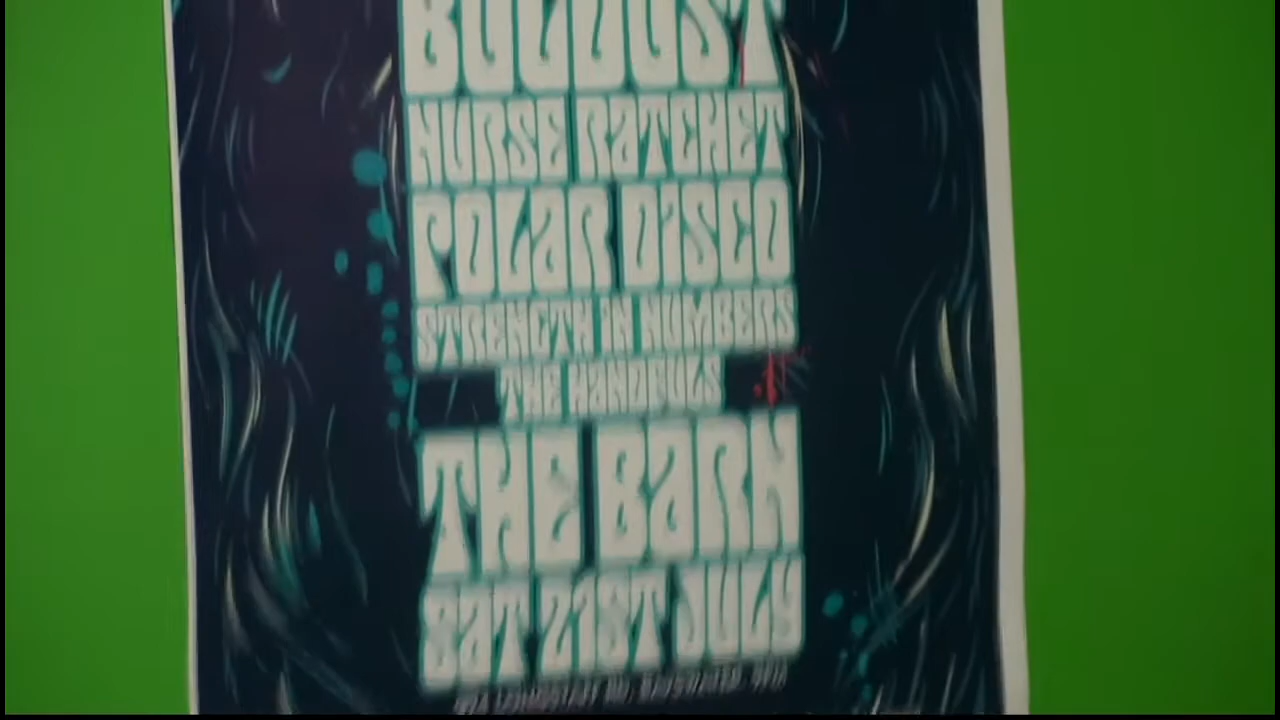 NURSE RATCHET
POLAR DISCO
STRENGTH IN NUMBERS
THE HANDFULS
THE BARN
SAT 21ST JULY